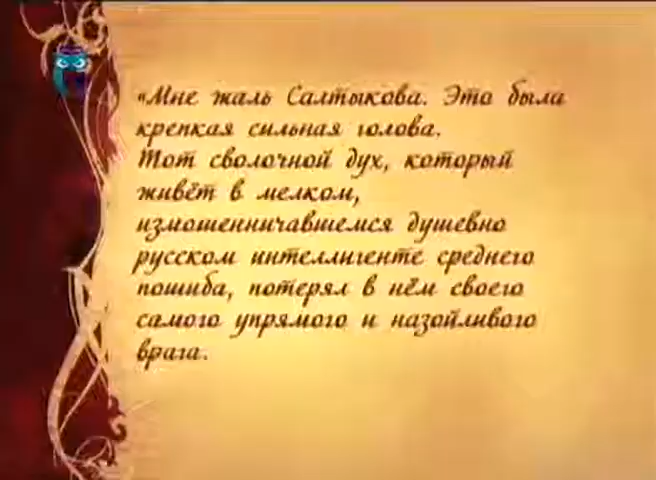 «Мне жаль Салтыкова. Это была
крепкая сильная голова.
Тот сволочной дух, который
живёт в мелком,
измошенничавшемся душевно
русском интеллигенте среднего
пошиба, потерял в нём своего
самого упрямого и назойливого
врага.